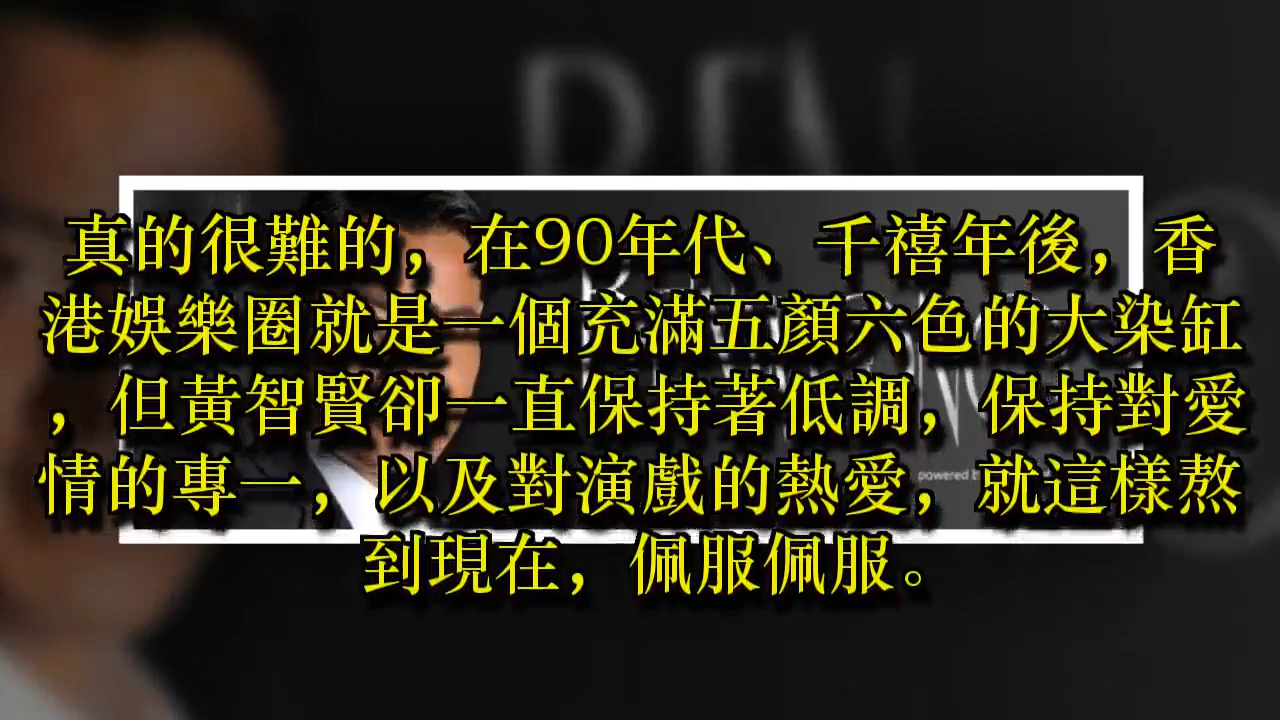 真的很難的，在90年代、千禧年後，香
港娛樂圈就是一個充滿五顏六色的大染缸
，但黃智賢卻一直保持著低調，保持對愛
情的專一，以及對演戲的熱愛，就這樣熬
到現在，佩服佩服。
powered